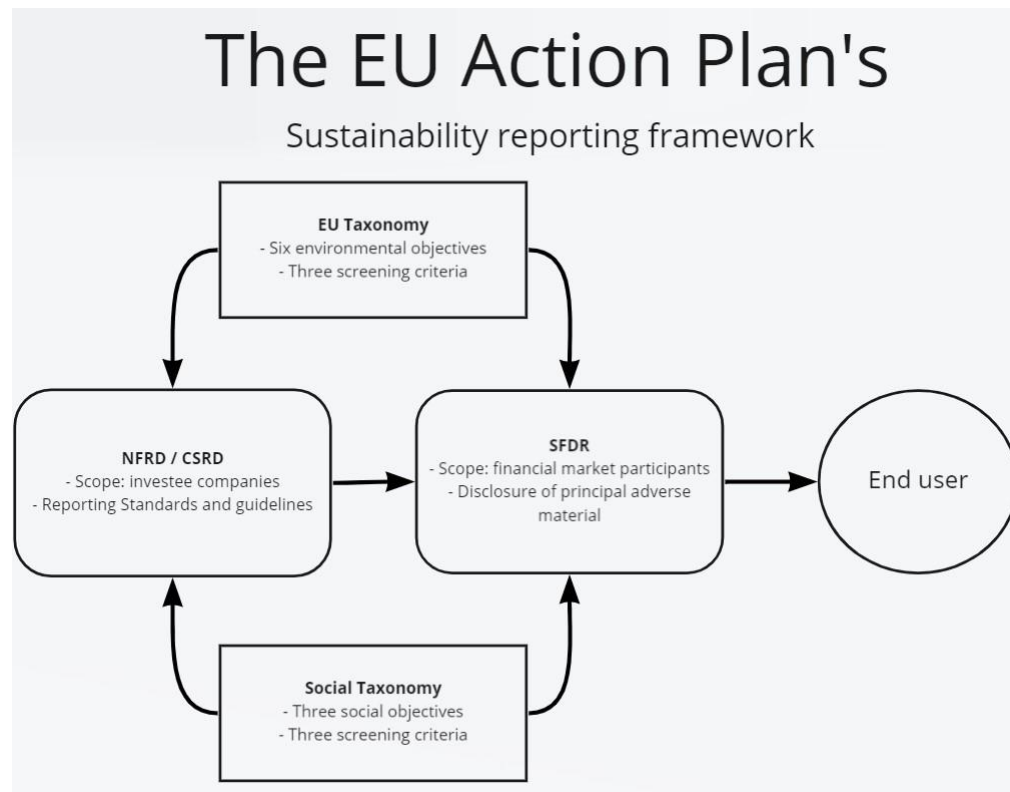 The EU Action Plan's
Sustainability reporting framework
EU Taxonomy
- Six environmental objectives
- Three screening criteria
NFRD / CSRD
- Scope: investee companies
- Reporting Standards and guidelines
SFDR
- Scope: financial market participants
- Disclosure of principal adverse
material
End user
Social Taxonomy
- Three social objectives
- Three screening criteria